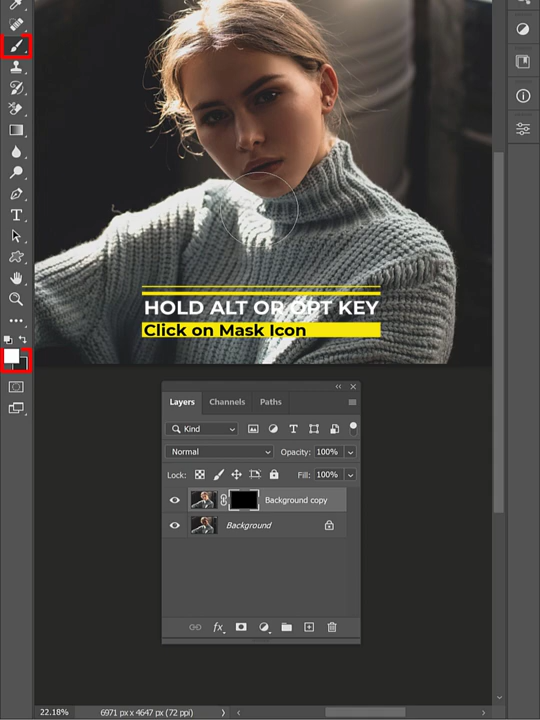 HOLD ALT OR OPT KEY
Click on Mask Icon
Layers Channels Paths
Kind
Normal Opacity: 100%
Lock: Fill: 100%
Background copy
Background
fx
22.18% 6971 px x 4647 px (72 ppi)